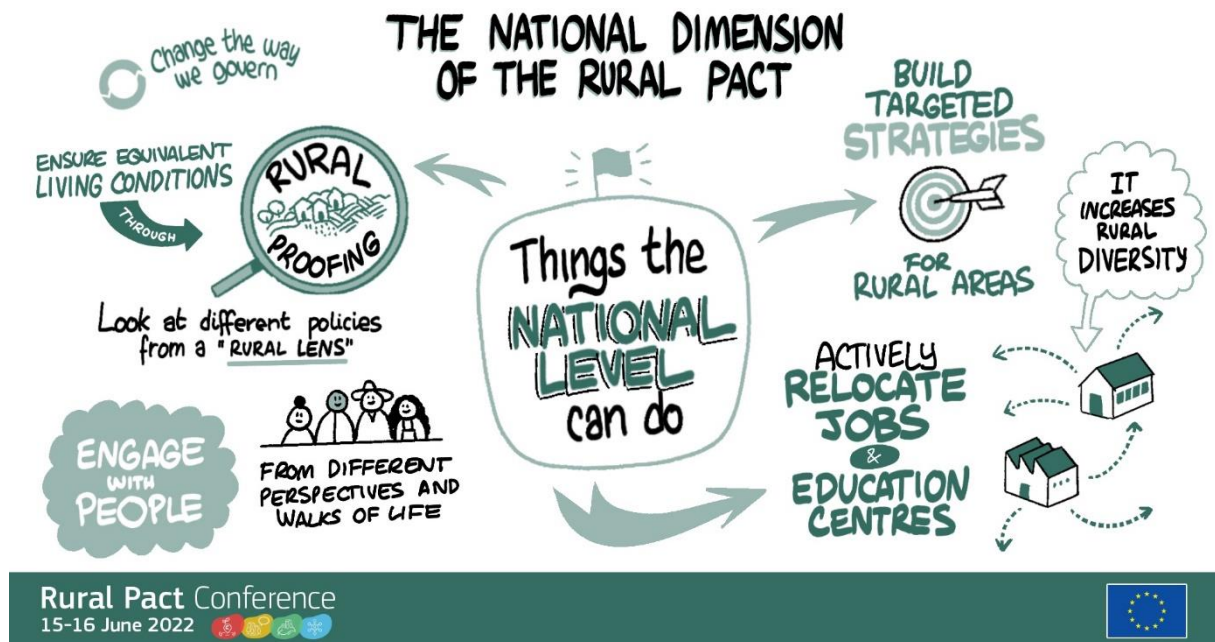 THE NATIONAL DIMENSION
OF THE RURAL PACT
Change the way
we govern
ENSURE EQUIVALENT
LIVING CONDITIONS
THROUGH
RURAL
PROOFING
Look at different policies
from a "RURAL LENS"
ENGAGE
WITH
PEOPLE
FROM DIFFERENT
PERSPECTIVES AND
WALKS OF LIFE
Things the
NATIONAL
LEVEL
can do
BUILD
TARGETED
STRATEGIES
FOR
RURAL AREAS
IT
INCREASES
RURAL
DIVERSITY
ACTIVELY
RELOCATE
JOBS
&
EDUCATION
CENTRES
Rural Pact Conference
15-16 June 2022